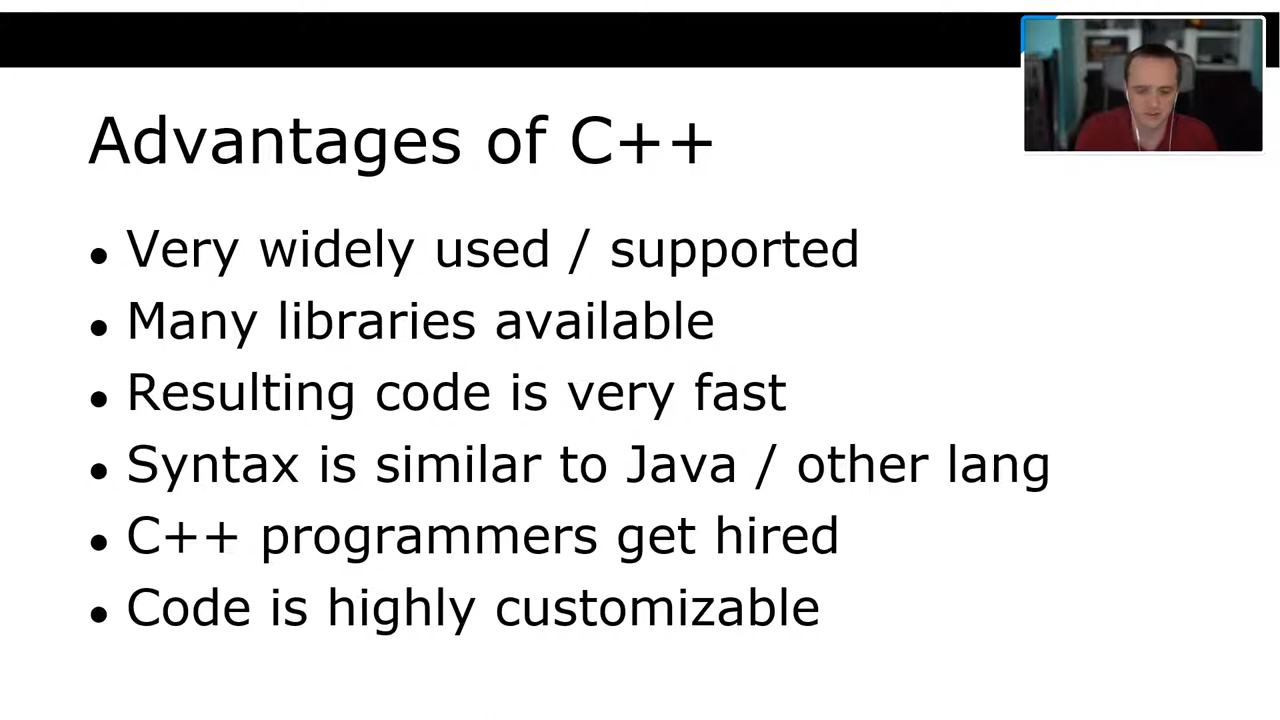 Advantages of C++
• Very widely used / supported
• Many libraries available
• Resulting code is very fast
• Syntax is similar to Java / other lang
• C++ programmers get hired
• Code is highly customizable